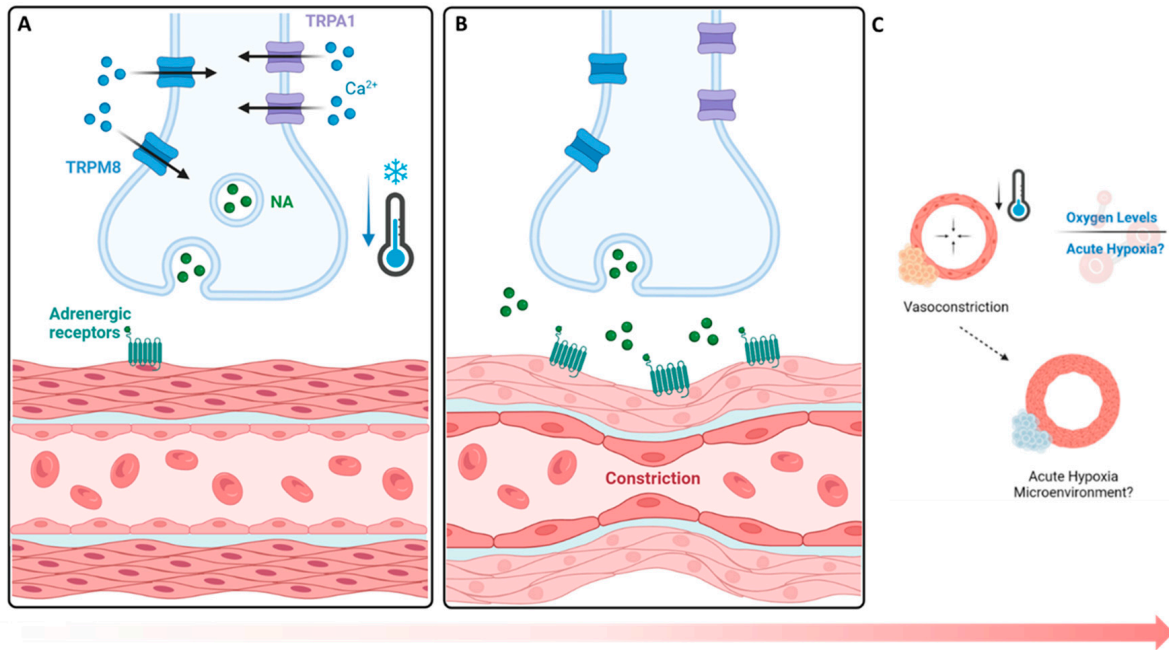 A
TRPA1
Ca2+
TRPM8
NA
Adrenergic
receptors
B
Constriction
C
Oxygen Levels
Acute Hypoxia?
Vasoconstriction
Acute Hypoxia
Microenvironment?